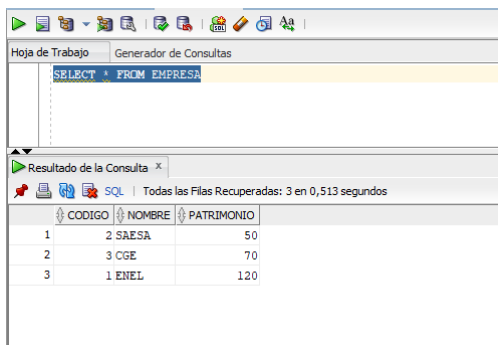 Hoja de Trabajo Generador de Consultas
SELECT * FROM EMPRESA
Resultado de la Consulta x
SQL | Todas las Filas Recuperadas: 3 en 0,513 segundos
CODIGO NOMBRE PATRIMONIO
1 2 SAESA 50
2 3 CGE 70
3 1 ENEL 120